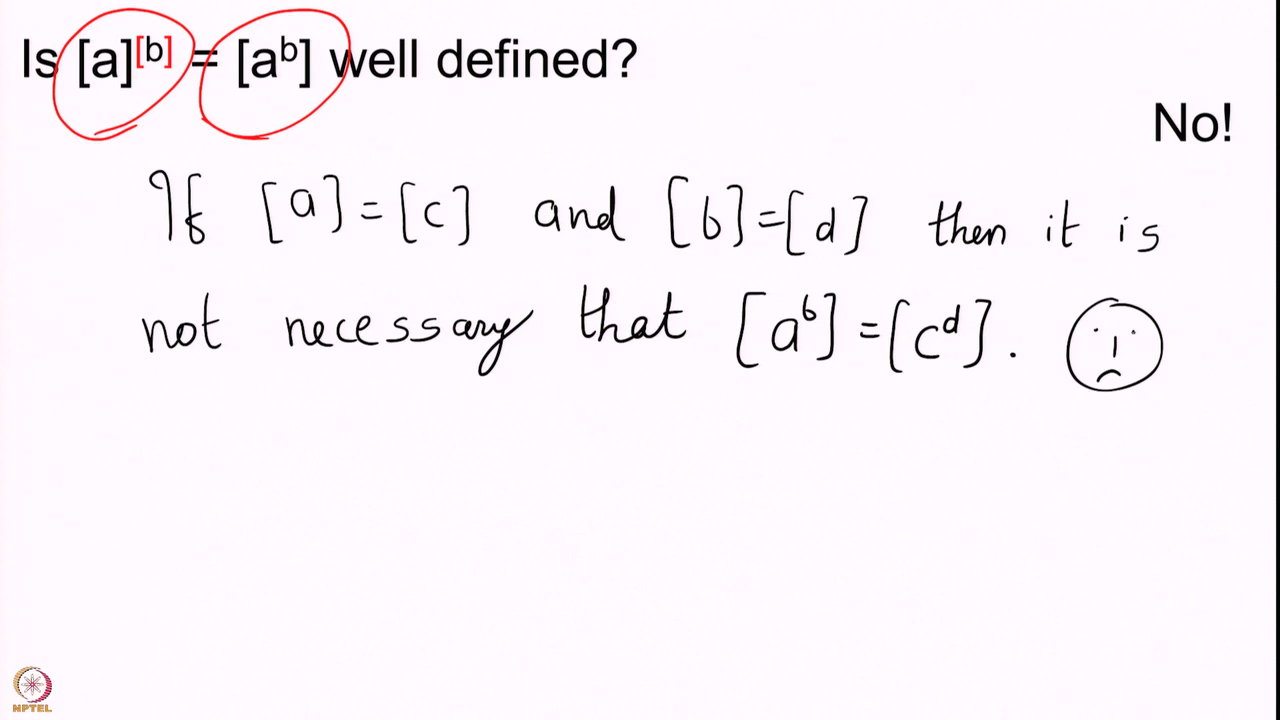 Is [a]^[b] = [a^b] well defined?
No!
If [a]=[c] and [b]=[d] then it is
not necessary that [a^b]=[c^d].
NPTEL